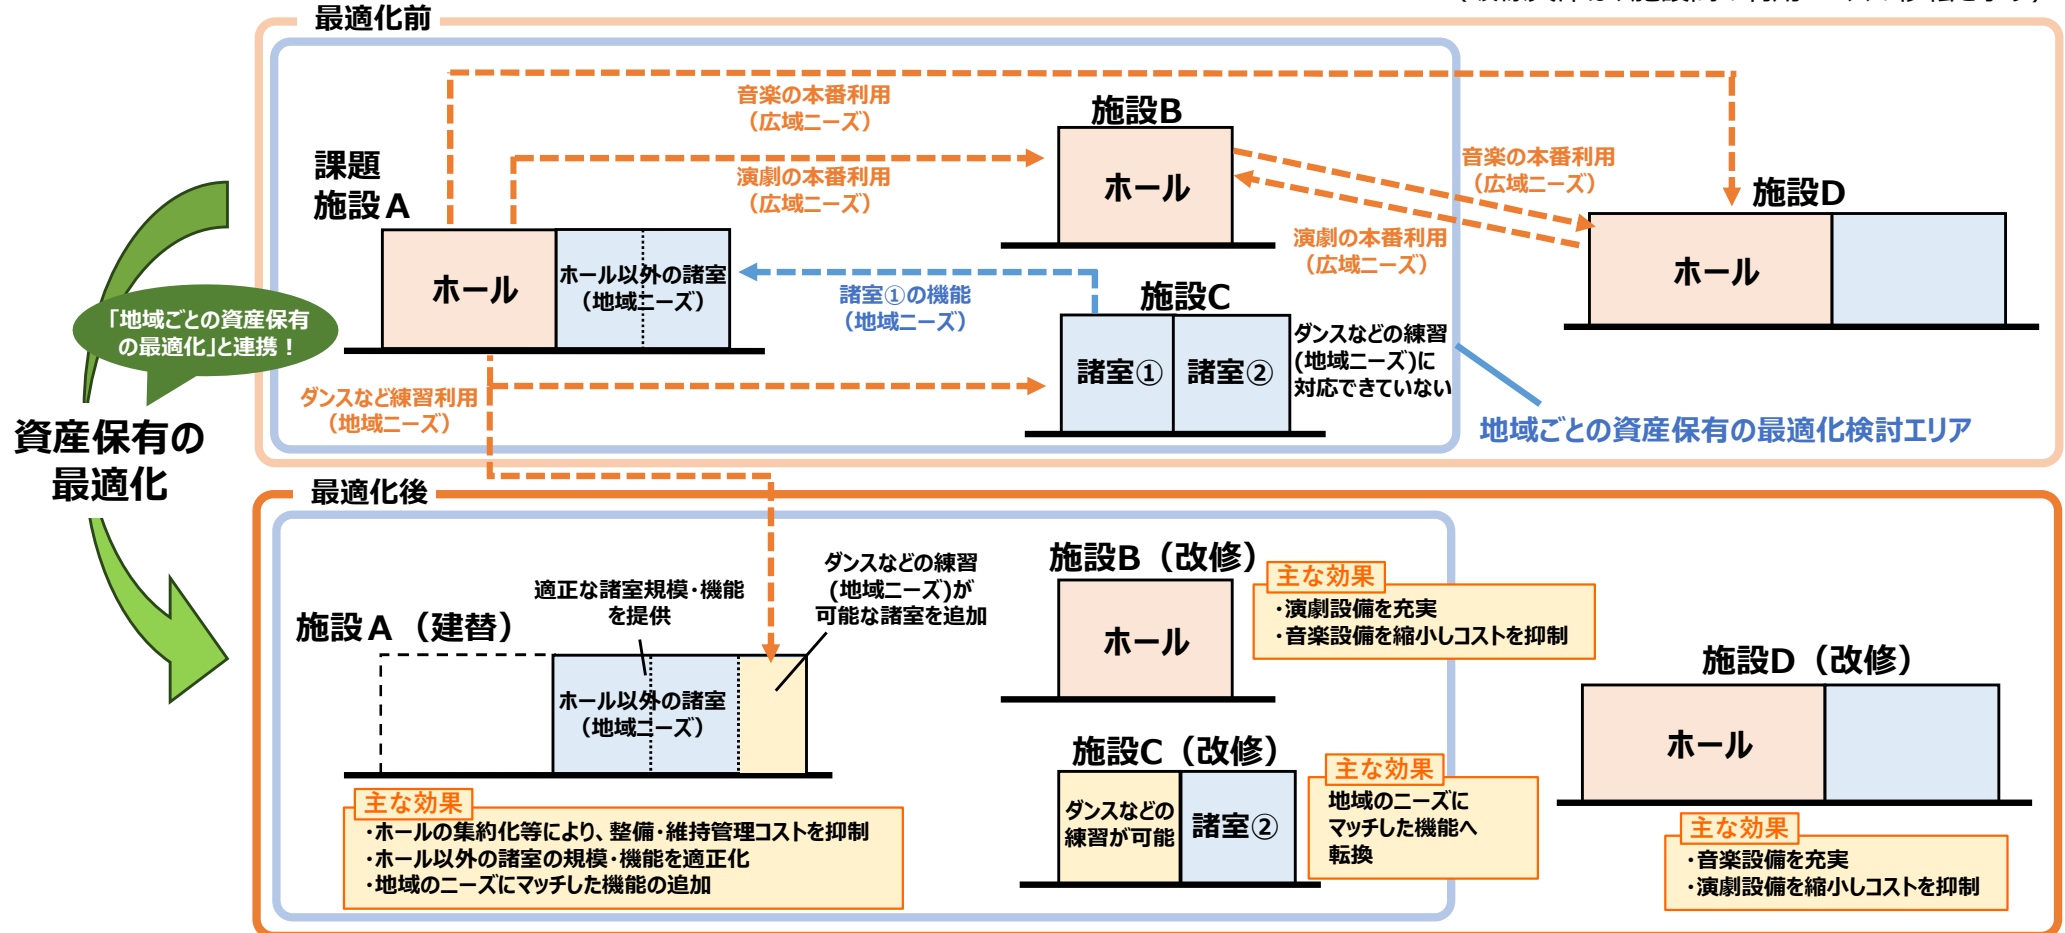 最適化前
音楽の本番利用
（広域ニーズ）
施設B
課題
施設A
演劇の本番利用
（広域ニーズ）
ホール
音楽の本番利用
（広域ニーズ）
施設D
演劇の本番利用
（広域ニーズ）
ホール
ホール
ホール以外の諸室
（地域ニーズ）
諸室①の機能
（地域ニーズ）
施設C
諸室①
諸室②
ダンスなどの練習
(地域ニーズ)に
対応できていない
「地域ごとの資産保有
の最適化」と連携！
ダンスなど練習利用
（地域ニーズ）
地域ごとの資産保有の最適化検討エリア
資産保有の
最適化
最適化後
施設A（建替）
適正な諸室規模・機能
を提供
ダンスなどの練習
(地域ニーズ)が
可能な諸室を追加
ホール以外の諸室
（地域ニーズ）
主な効果
・ホールの集約化等により、整備・維持管理コストを抑制
・ホール以外の諸室の規模・機能を適正化
・地域のニーズにマッチした機能の追加
施設B（改修）
ホール
主な効果
・演劇設備を充実
・音楽設備を縮小しコストを抑制
施設C（改修）
ダンスなどの
練習が可能
諸室②
主な効果
地域のニーズに
マッチした機能へ
転換
施設D（改修）
ホール
主な効果
・音楽設備を充実
・演劇設備を縮小しコストを抑制